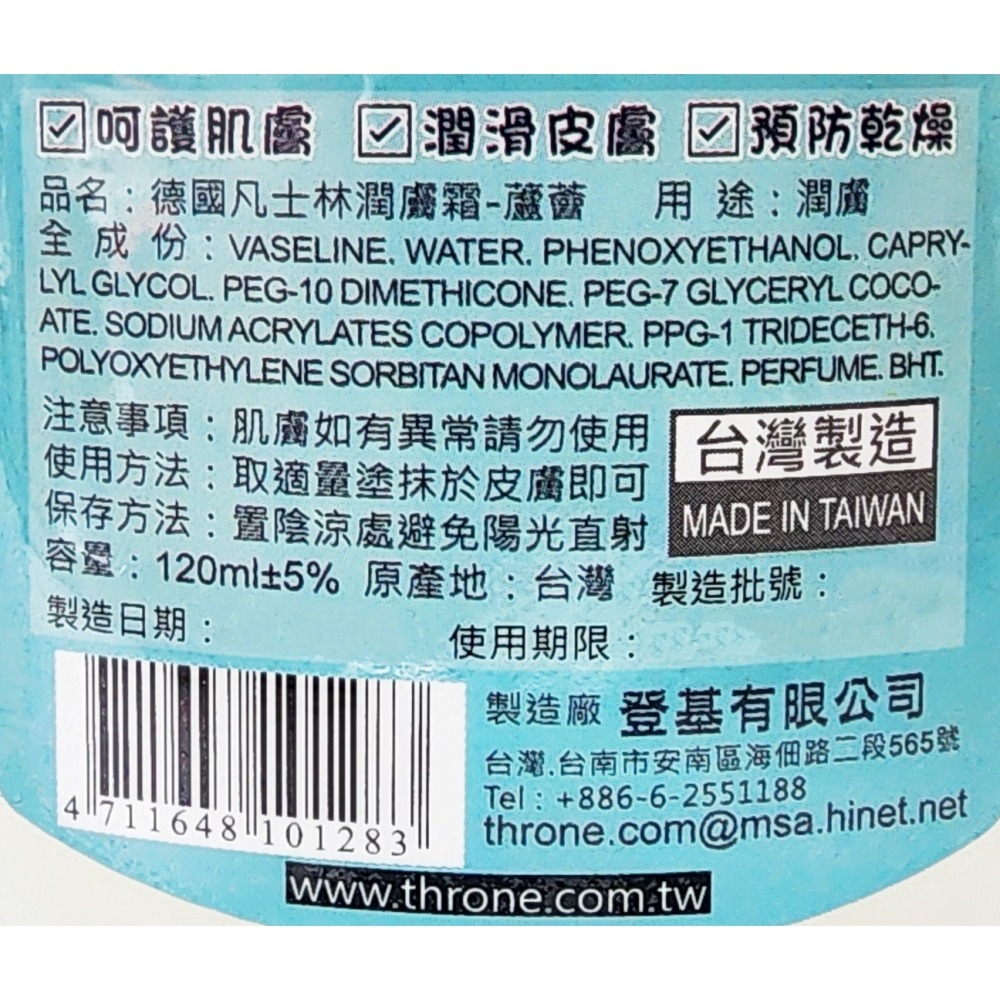 ☑呵護肌膚 ☑潤滑皮膚 ☑預防乾燥
品名：德國凡士林潤膚霜-蘆薈 用途：潤膚
全成份：VASELINE. WATER. PHENOXYETHANOL. CAPRY-
LYL GLYCOL. PEG-10 DIMETHICONE. PEG-7 GLYCERYL COCO-
ATE. SODIUM ACRYLATES COPOLYMER. PPG-1 TRIDECETH-6.
POLYOXYETHYLENE SORBITAN MONOLAURATE. PERFUME. BHT.
注意事項：肌膚如有異常請勿使用
使用方法：取適量塗抹於皮膚即可
保存方法：置陰涼處避免陽光直射
台灣製造
MADE IN TAIWAN
容量：120ml±5% 原產地：台灣 製造批號：
製造日期： 使用期限：
4 711648 101283
製造廠 登基有限公司
台灣.台南市安南區海佃路二段565號
Tel：+886-6-2551188
throne.com@msa.hinet.net
www.throne.com.tw